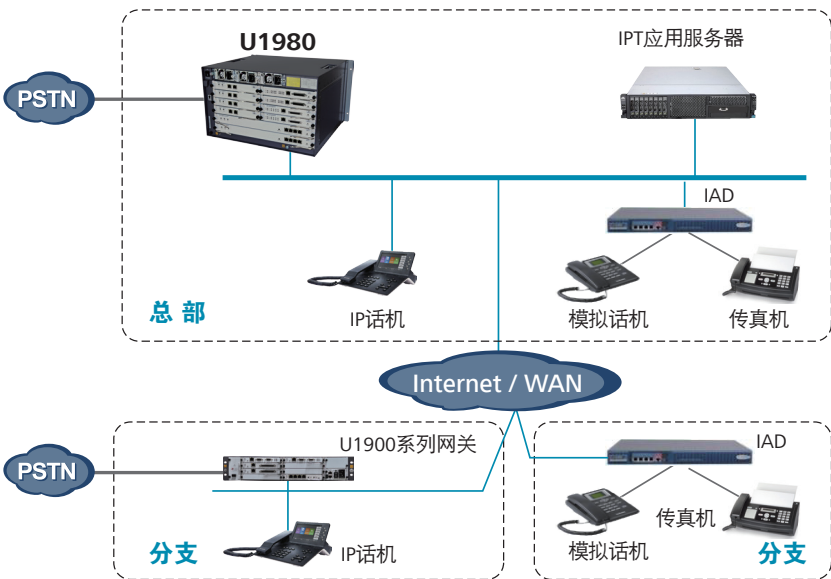 U1980
IPT应用服务器
PSTN
IAD
总部
IP话机
模拟话机
传真机
Internet / WAN
U1900系列网关
IAD
PSTN
传真机
分支
IP话机
模拟话机
分支